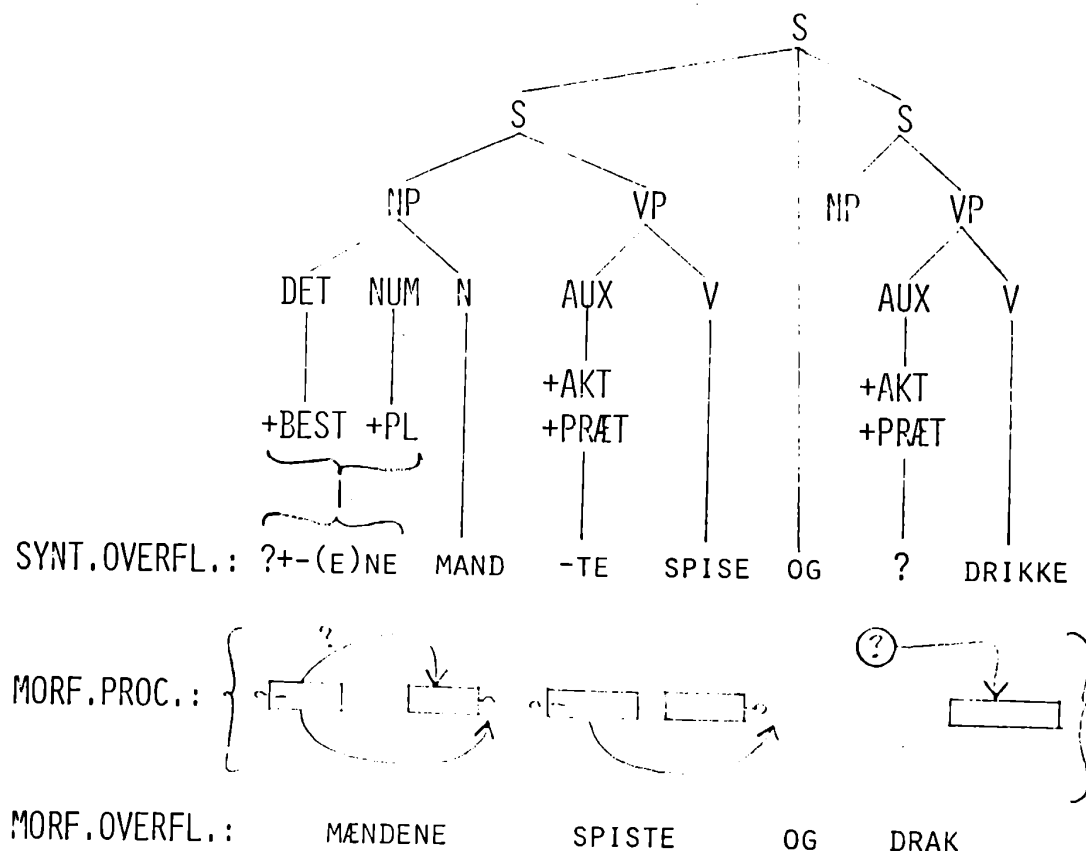 S
S S
NP VP NP VP
DET NUM N AUX V AUX V
+AKT +AKT
+BEST +PL +PRÆT +PRÆT
SYNT.OVERFL.: ?+-(E)NE MAND -TE SPISE OG ? DRIKKE
? ?
MORF.PROC.:
MORF.OVERFL.: MÆNDENE SPISTE OG DRAK